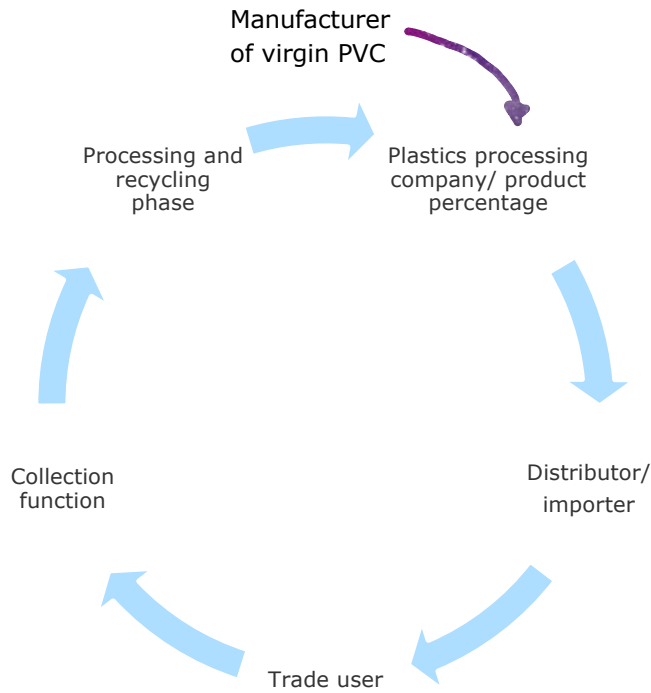 Manufacturer
of virgin PVC
Processing and
recycling
phase
Plastics processing
company/ product
percentage
Collection
function
Distributor/
importer
Trade user